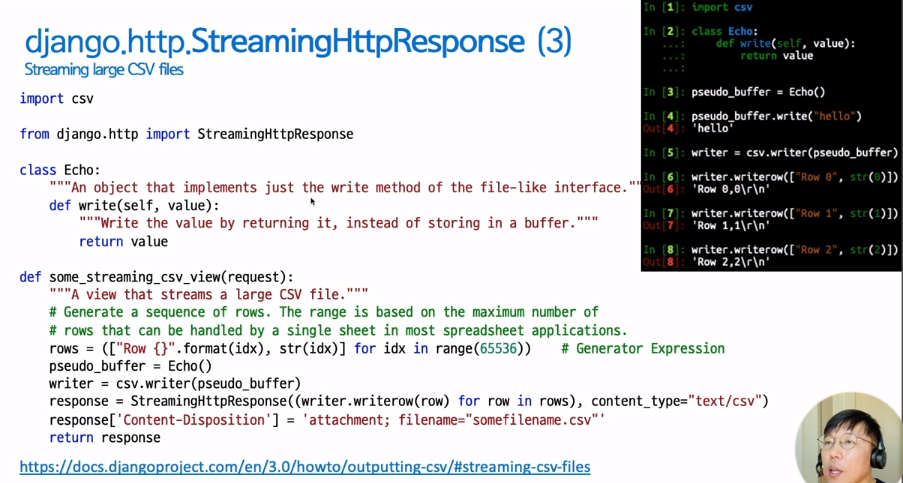 django.http.StreamingHttpResponse (3)
Streaming large CSV files
import csv
from django.http import StreamingHttpResponse
class Echo:
"""An object that implements just the write method of the file-like interface.""
def write(self, value):
"""Write the value by returning it, instead of storing in a buffer."""
return value
def some_streaming_csv_view(request):
"""A view that streams a large CSV file."""
# Generate a sequence of rows. The range is based on the maximum number of
# rows that can be handled by a single sheet in most spreadsheet applications.
rows = (["Row {}".format(idx), str(idx)] for idx in range(65536)) # Generator Expression
pseudo_buffer = Echo()
writer = csv.writer(pseudo_buffer)
response = StreamingHttpResponse((writer.writerow(row) for row in rows), content_type="text/csv")
response['Content-Disposition'] = 'attachment; filename="somefilename.csv"'
return response
https://docs.djangoproject.com/en/3.0/howto/outputting-csv/#streaming-csv-files
In [1]: import csv
In [2]: class Echo:
...: def write(self, value):
...: return value
...:
In [3]: pseudo_buffer = Echo()
In [4]: pseudo_buffer.write("hello")
Out[4]: 'hello'
In [5]: writer = csv.writer(pseudo_buffer)
In [6]: writer.writerow(["Row 0", str(0)])
Out[6]: 'Row 0,0\r\n'
In [7]: writer.writerow(["Row 1", str(1)])
Out[7]: 'Row 1,1\r\n'
In [8]: writer.writerow(["Row 2", str(2)])
Out[8]: 'Row 2,2\r\n'